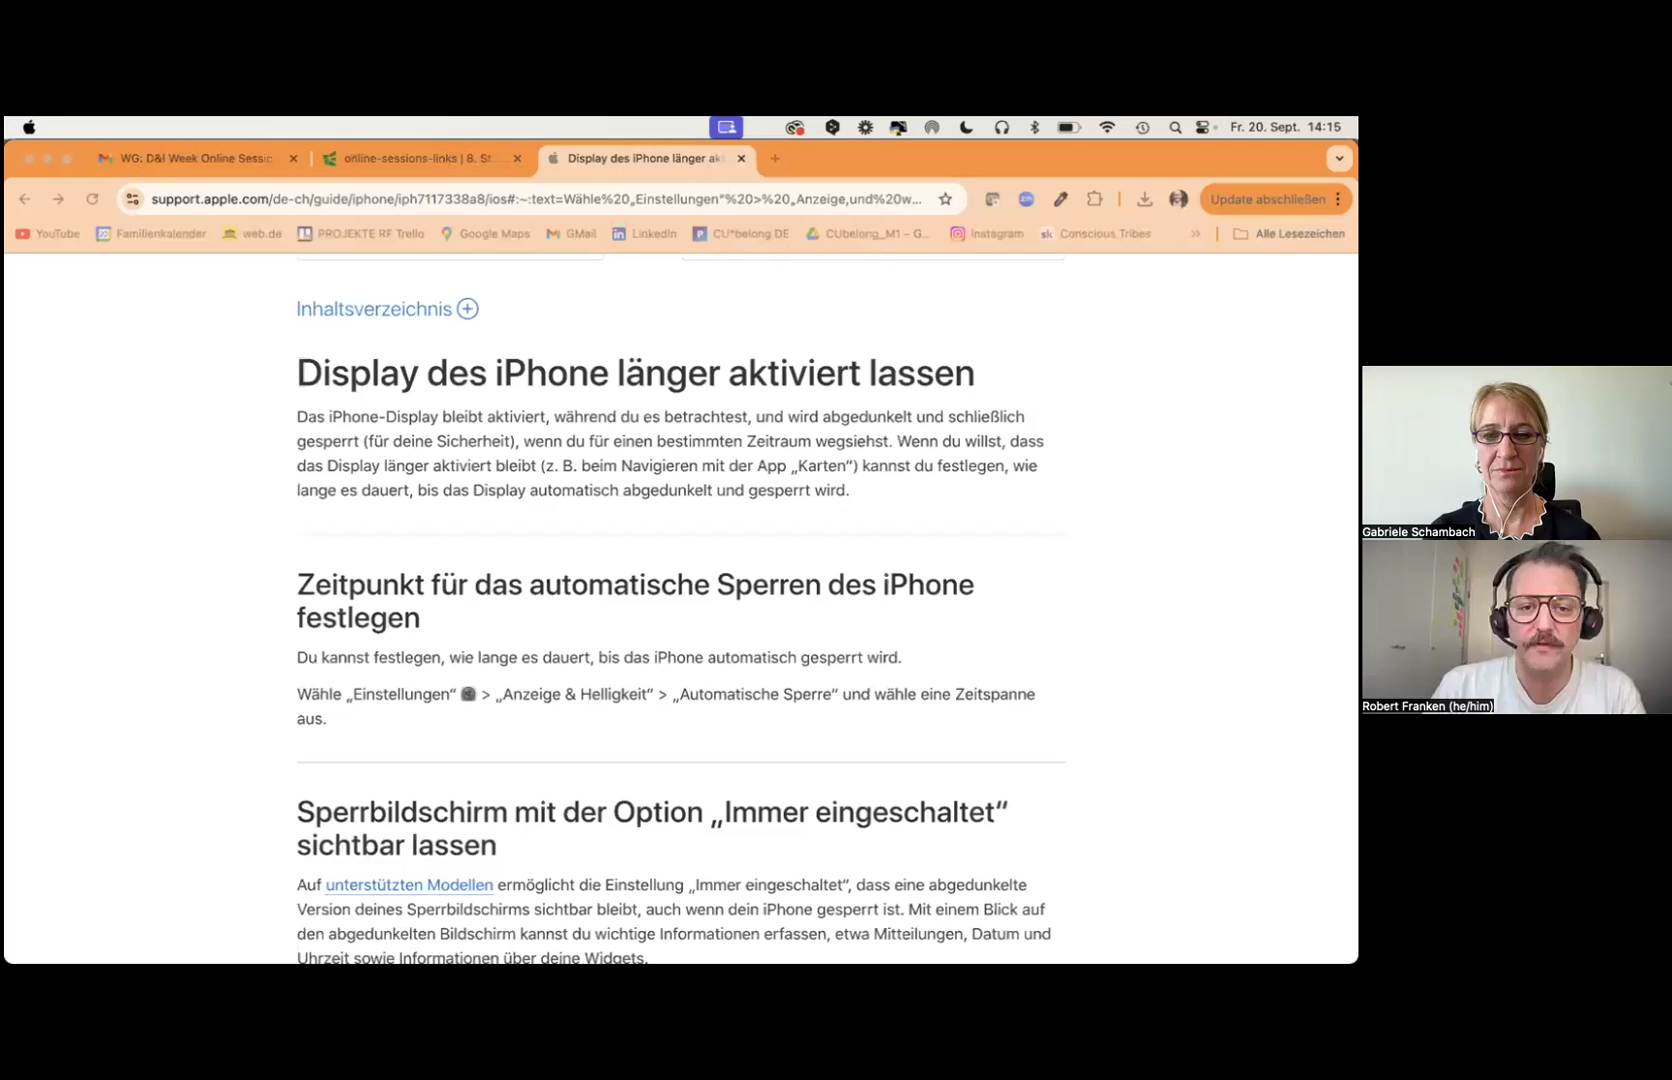 Fr. 20. Sept. 14:15
WG: D&I Week Online Sessio
online-sessions-links | 8. St
Display des iPhone länger akt
support.apple.com/de-ch/guide/iphone/iph7117338a8/ios#:~:text=Wähle%20„Einstellungen“%20>%20„Anzeige,und%20w...
Update abschließen
YouTube
Familienkalender
web.de
PROJEKTE RF Trello
Google Maps
GMail
LinkedIn
CU*belong DE
CUbelong_M1 – G...
Instagram
Conscious Tribes
Alle Lesezeichen
Inhaltsverzeichnis
Display des iPhone länger aktiviert lassen
Das iPhone-Display bleibt aktiviert, während du es betrachtest, und wird abgedunkelt und schließlich
gesperrt (für deine Sicherheit), wenn du für einen bestimmten Zeitraum wegsiehst. Wenn du willst, dass
das Display länger aktiviert bleibt (z. B. beim Navigieren mit der App „Karten“) kannst du festlegen, wie
lange es dauert, bis das Display automatisch abgedunkelt und gesperrt wird.
Zeitpunkt für das automatische Sperren des iPhone
festlegen
Du kannst festlegen, wie lange es dauert, bis das iPhone automatisch gesperrt wird.
Wähle „Einstellungen“ > „Anzeige & Helligkeit“ > „Automatische Sperre“ und wähle eine Zeitspanne
aus.
Sperrbildschirm mit der Option „Immer eingeschaltet“
sichtbar lassen
Auf unterstützten Modellen ermöglicht die Einstellung „Immer eingeschaltet“, dass eine abgedunkelte
Version deines Sperrbildschirms sichtbar bleibt, auch wenn dein iPhone gesperrt ist. Mit einem Blick auf
den abgedunkelten Bildschirm kannst du wichtige Informationen erfassen, etwa Mitteilungen, Datum und
Uhrzeit sowie Informationen über deine Widgets.
Gabriele Schambach
Robert Franken (he/him)